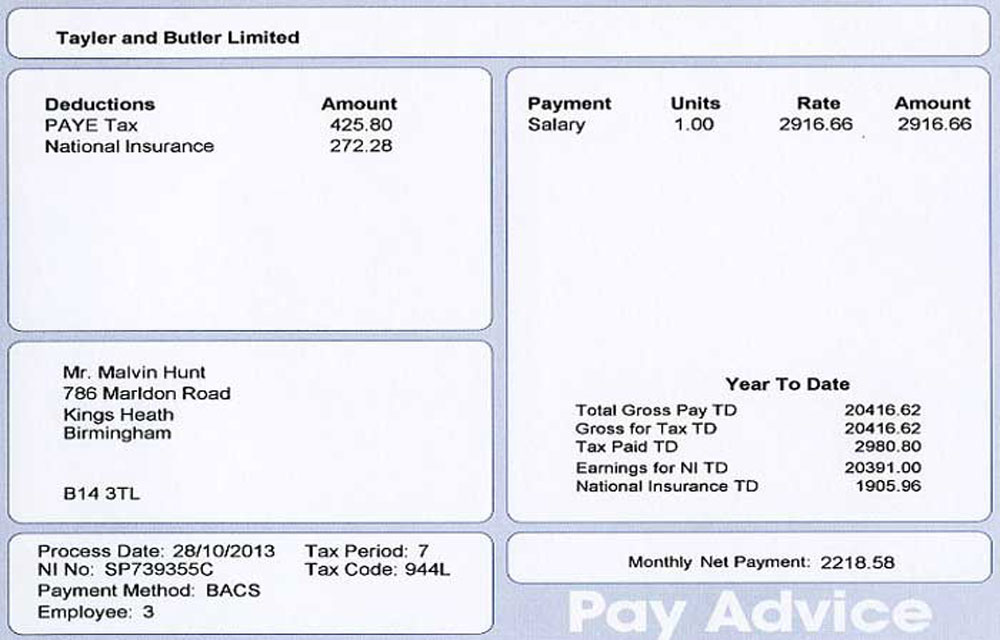 Tayler and Butler Limited
Deductions Amount
PAYE Tax 425.80
National Insurance 272.28
Payment Units Rate Amount
Salary 1.00 2916.66 2916.66
Mr. Malvin Hunt
786 Marldon Road
Kings Heath
Birmingham
B14 3TL
Year To Date
Total Gross Pay TD 20416.62
Gross for Tax TD 20416.62
Tax Paid TD 2980.80
Earnings for NI TD 20391.00
National Insurance TD 1905.96
Process Date: 28/10/2013 Tax Period: 7
NI No: SP739355C Tax Code: 944L
Payment Method: BACS
Employee: 3
Monthly Net Payment: 2218.58
Pay Advice